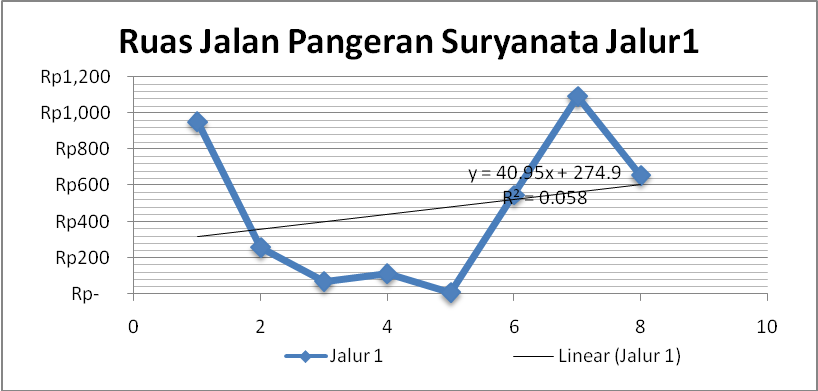 Ruas Jalan Pangeran Suryanata Jalur1
Rp1,200
Rp1,000
Rp800
Rp600
Rp400
Rp200
Rp-
y = 40.95x + 274.9
R² = 0.058
0 2 4 6 8 10
Jalur 1 Linear (Jalur 1)